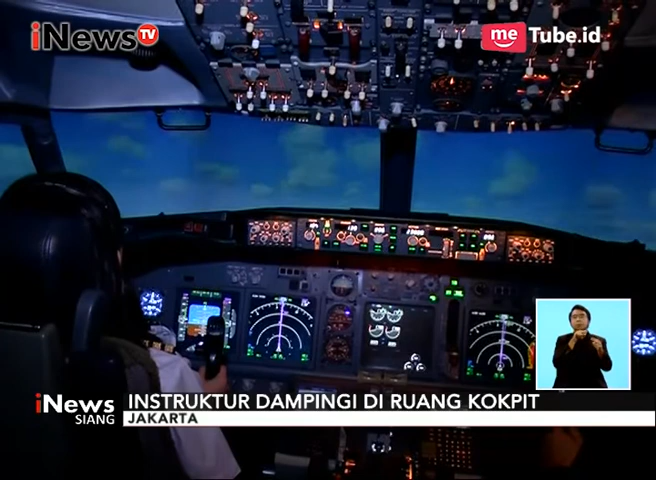 iNews TV
me Tube.id
iNews
SIANG
INSTRUKTUR DAMPINGI DI RUANG KOKPIT
JAKARTA